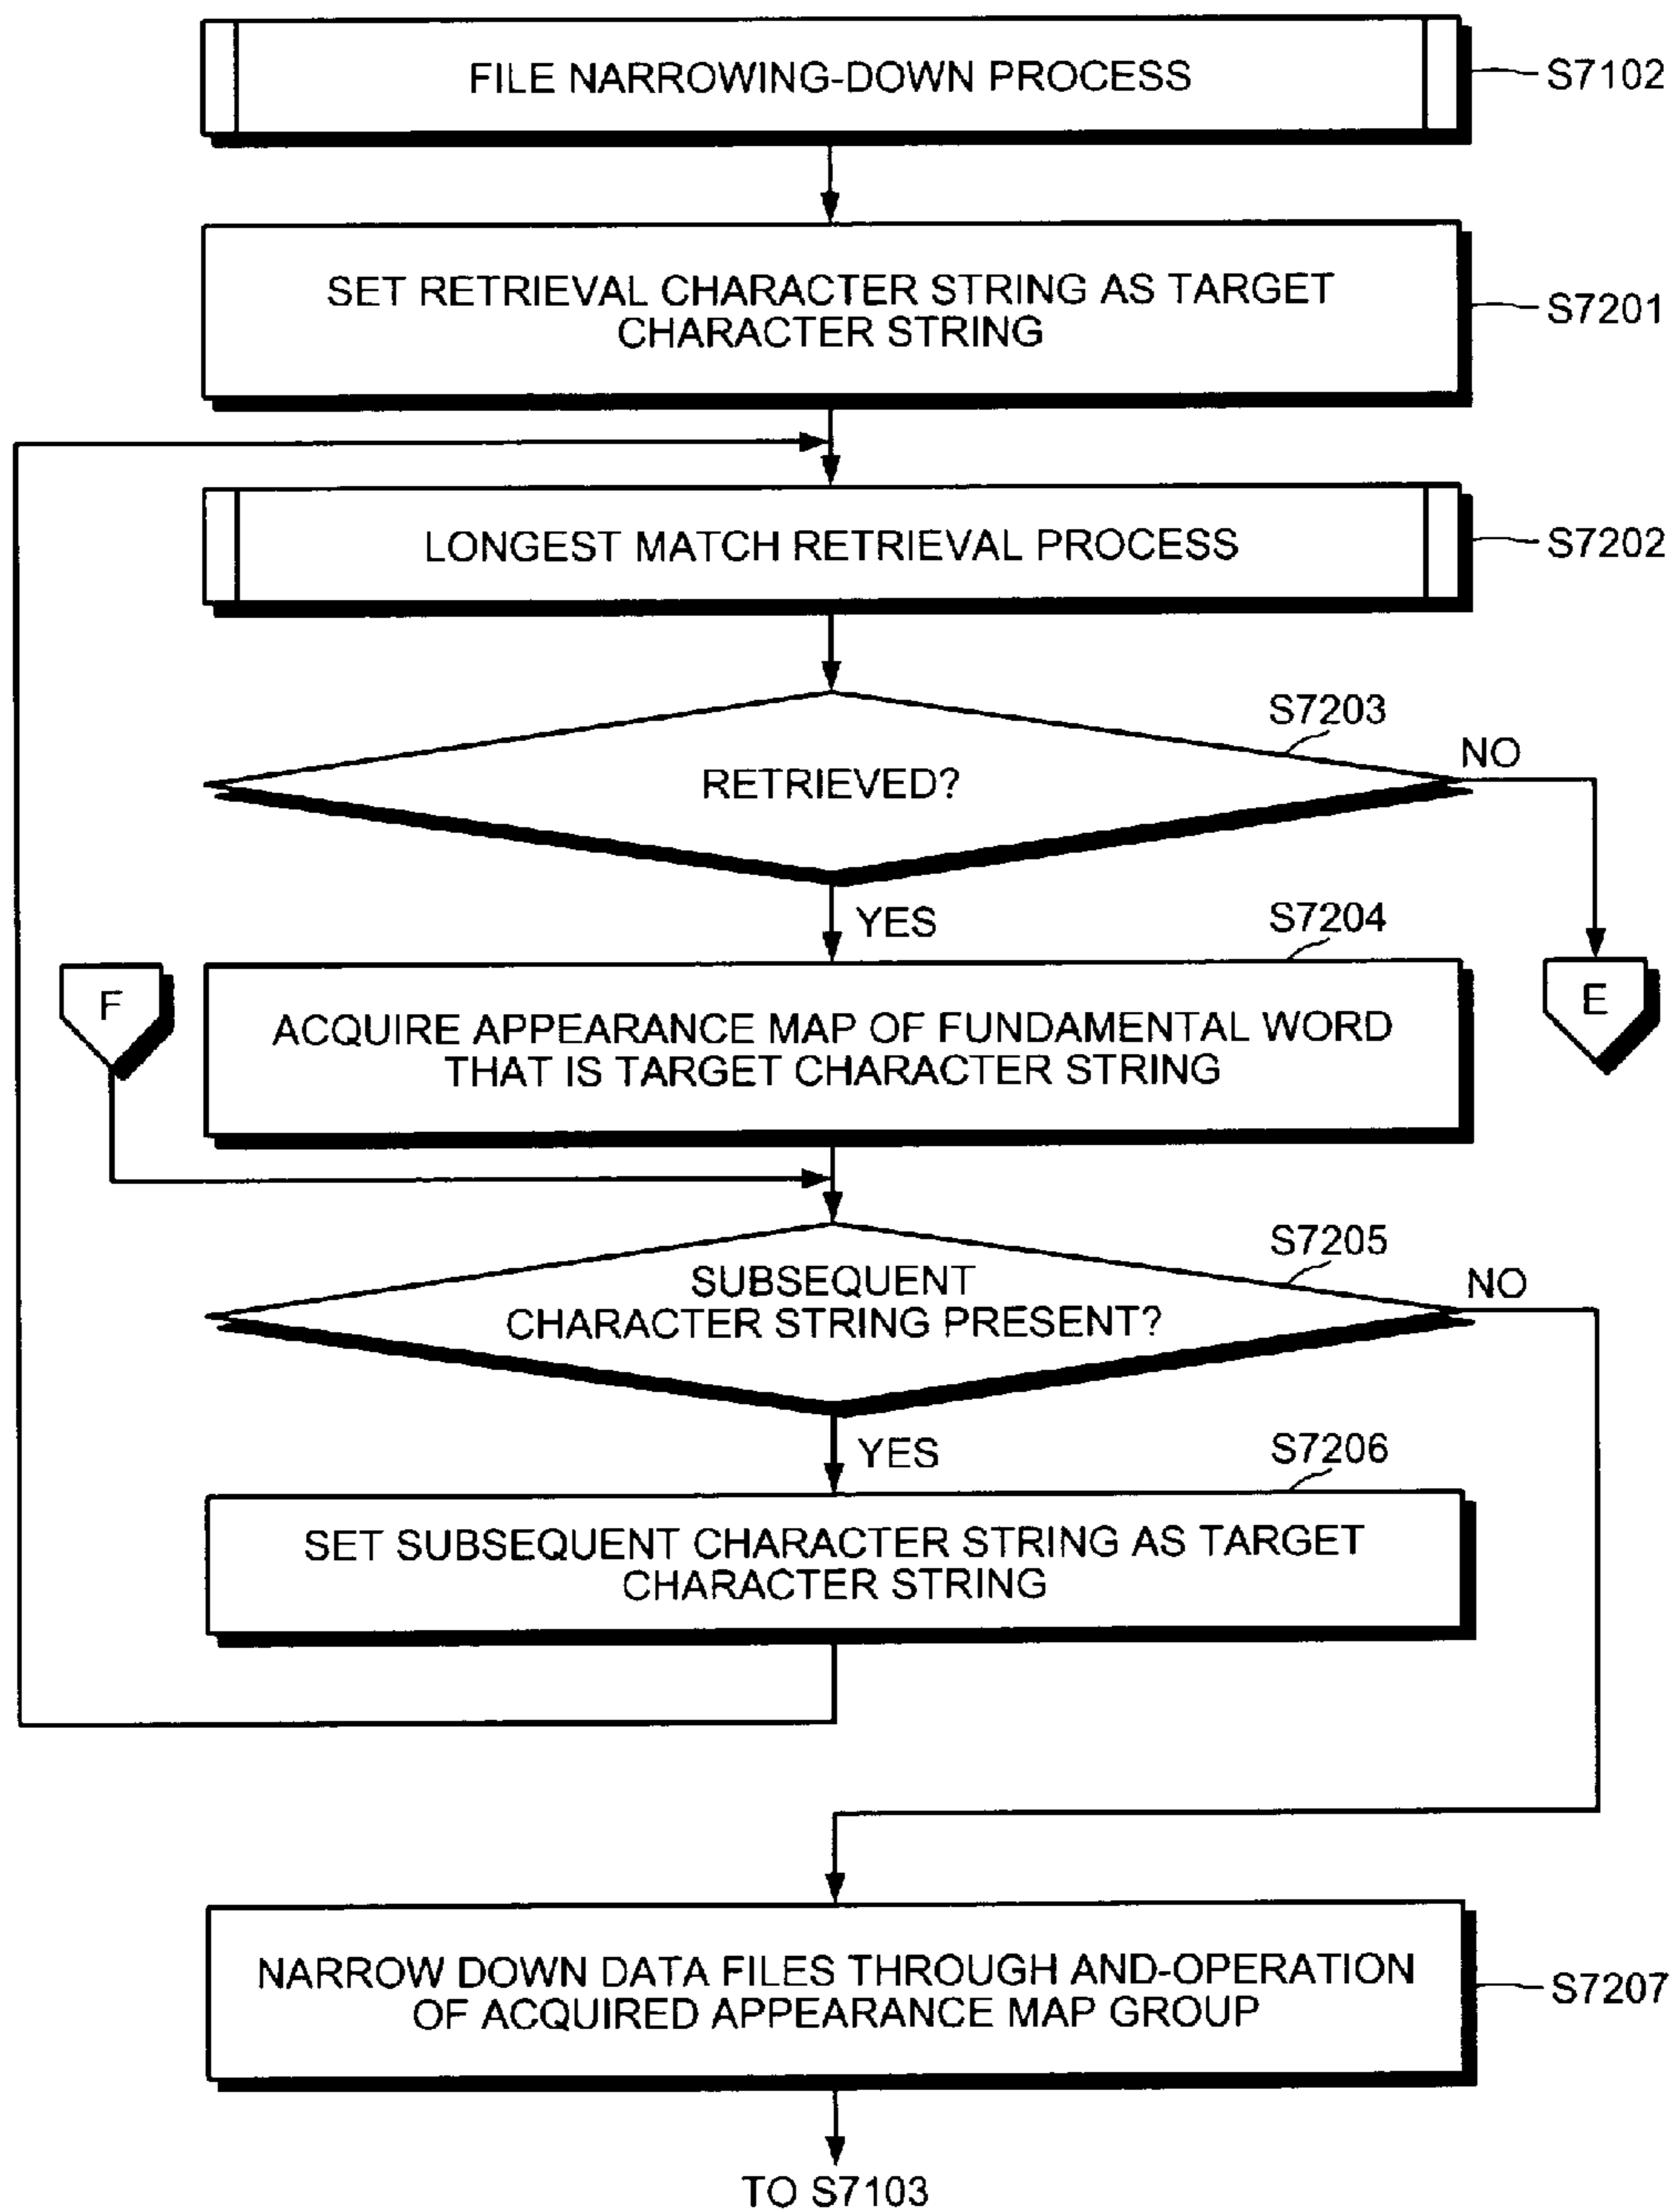 FILE NARROWING-DOWN PROCESS
S7102
SET RETRIEVAL CHARACTER STRING AS TARGET
CHARACTER STRING
S7201
LONGEST MATCH RETRIEVAL PROCESS
S7202
S7203
NO
RETRIEVED?
YES
S7204
F
E
ACQUIRE APPEARANCE MAP OF FUNDAMENTAL WORD
THAT IS TARGET CHARACTER STRING
S7205
NO
SUBSEQUENT
CHARACTER STRING PRESENT?
YES
S7206
SET SUBSEQUENT CHARACTER STRING AS TARGET
CHARACTER STRING
NARROW DOWN DATA FILES THROUGH AND-OPERATION
OF ACQUIRED APPEARANCE MAP GROUP
S7207
TO S7103